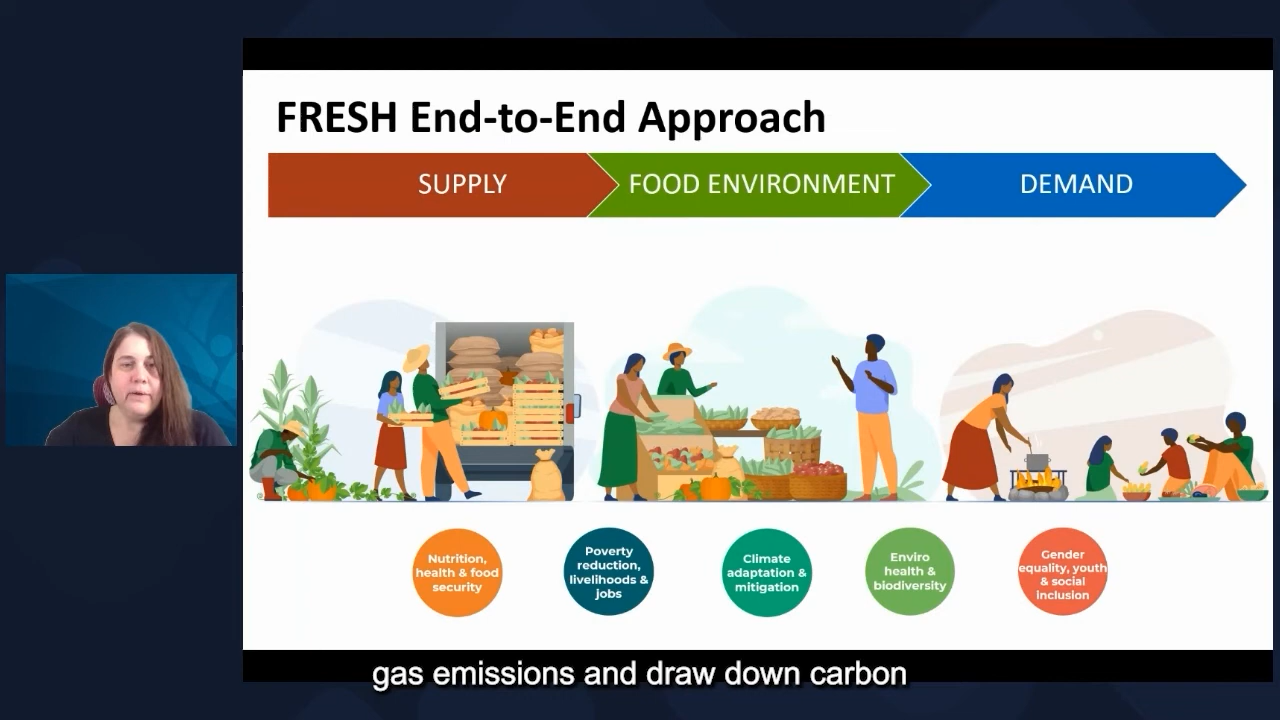 FRESH End-to-End Approach
SUPPLY
FOOD ENVIRONMENT
DEMAND
Nutrition,
health & food
security
Poverty
reduction,
livelihoods &
jobs
Climate
adaptation &
mitigation
Enviro
health &
biodiversity
Gender
equality, youth
& social
inclusion
gas emissions and draw down carbon